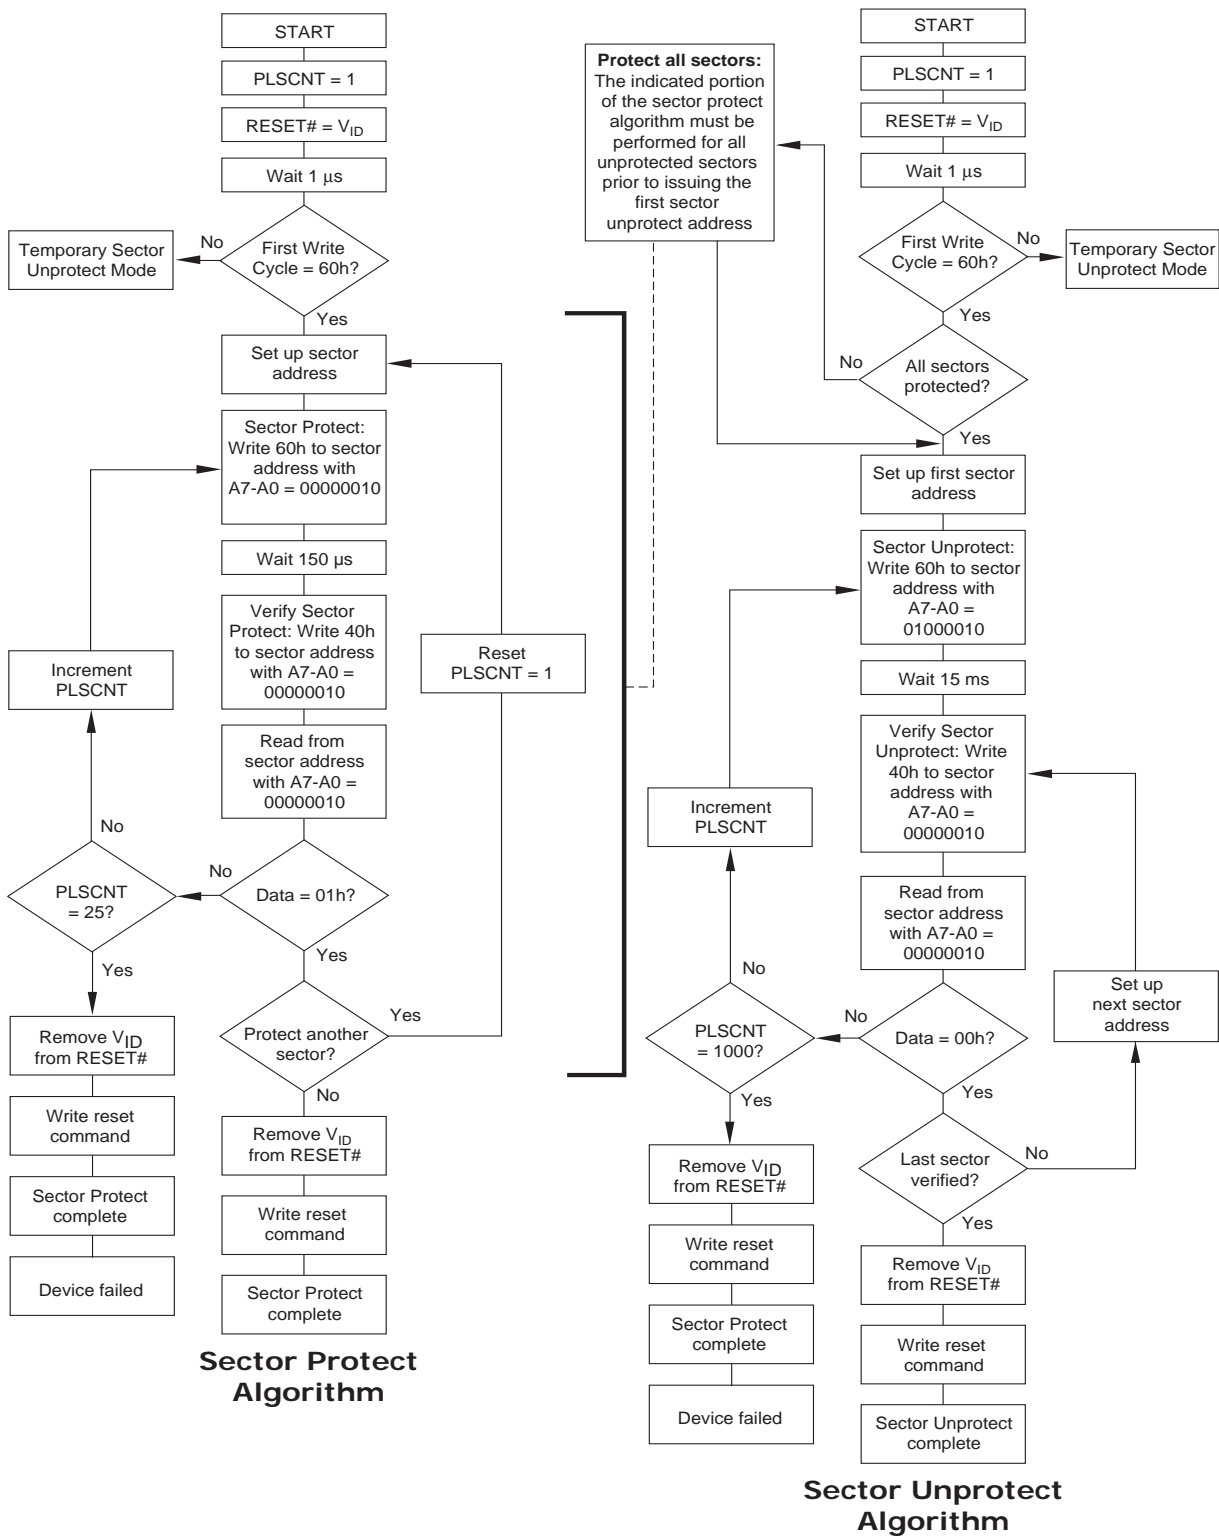 START
PLSCNT = 1
RESET# = VID
Wait 1 μs
First Write
Cycle = 60h?
No
Temporary Sector
Unprotect Mode
Yes
Set up sector
address
Sector Protect:
Write 60h to sector
address with
A7-A0 = 00000010
Wait 150 µs
Verify Sector
Protect: Write 40h
to sector address
with A7-A0 =
00000010
Read from
sector address
with A7-A0 =
00000010
Increment
PLSCNT
Reset
PLSCNT = 1
No
PLSCNT
= 25?
No
Data = 01h?
Yes
Yes
Protect another
sector?
Yes
No
Remove VID
from RESET#
Write reset
command
Sector Protect
complete
Device failed
Remove VID
from RESET#
Write reset
command
Sector Protect
complete
Sector Protect
Algorithm
Protect all sectors:
The indicated portion
of the sector protect
algorithm must be
performed for all
unprotected sectors
prior to issuing the
first sector
unprotect address
START
PLSCNT = 1
RESET# = VID
Wait 1 μs
First Write
Cycle = 60h?
No
Temporary Sector
Unprotect Mode
Yes
No
All sectors
protected?
Yes
Set up first sector
address
Sector Unprotect:
Write 60h to sector
address with
A7-A0 =
01000010
Wait 15 ms
Verify Sector
Unprotect: Write
40h to sector
address with
A7-A0 =
00000010
Increment
PLSCNT
Read from
sector address
with A7-A0 =
00000010
No
PLSCNT
= 1000?
No
Data = 00h?
Set up
next sector
address
Yes
Yes
Last sector
verified?
No
Yes
Remove VID
from RESET#
Write reset
command
Sector Protect
complete
Device failed
Remove VID
from RESET#
Write reset
command
Sector Unprotect
complete
Sector Unprotect
Algorithm